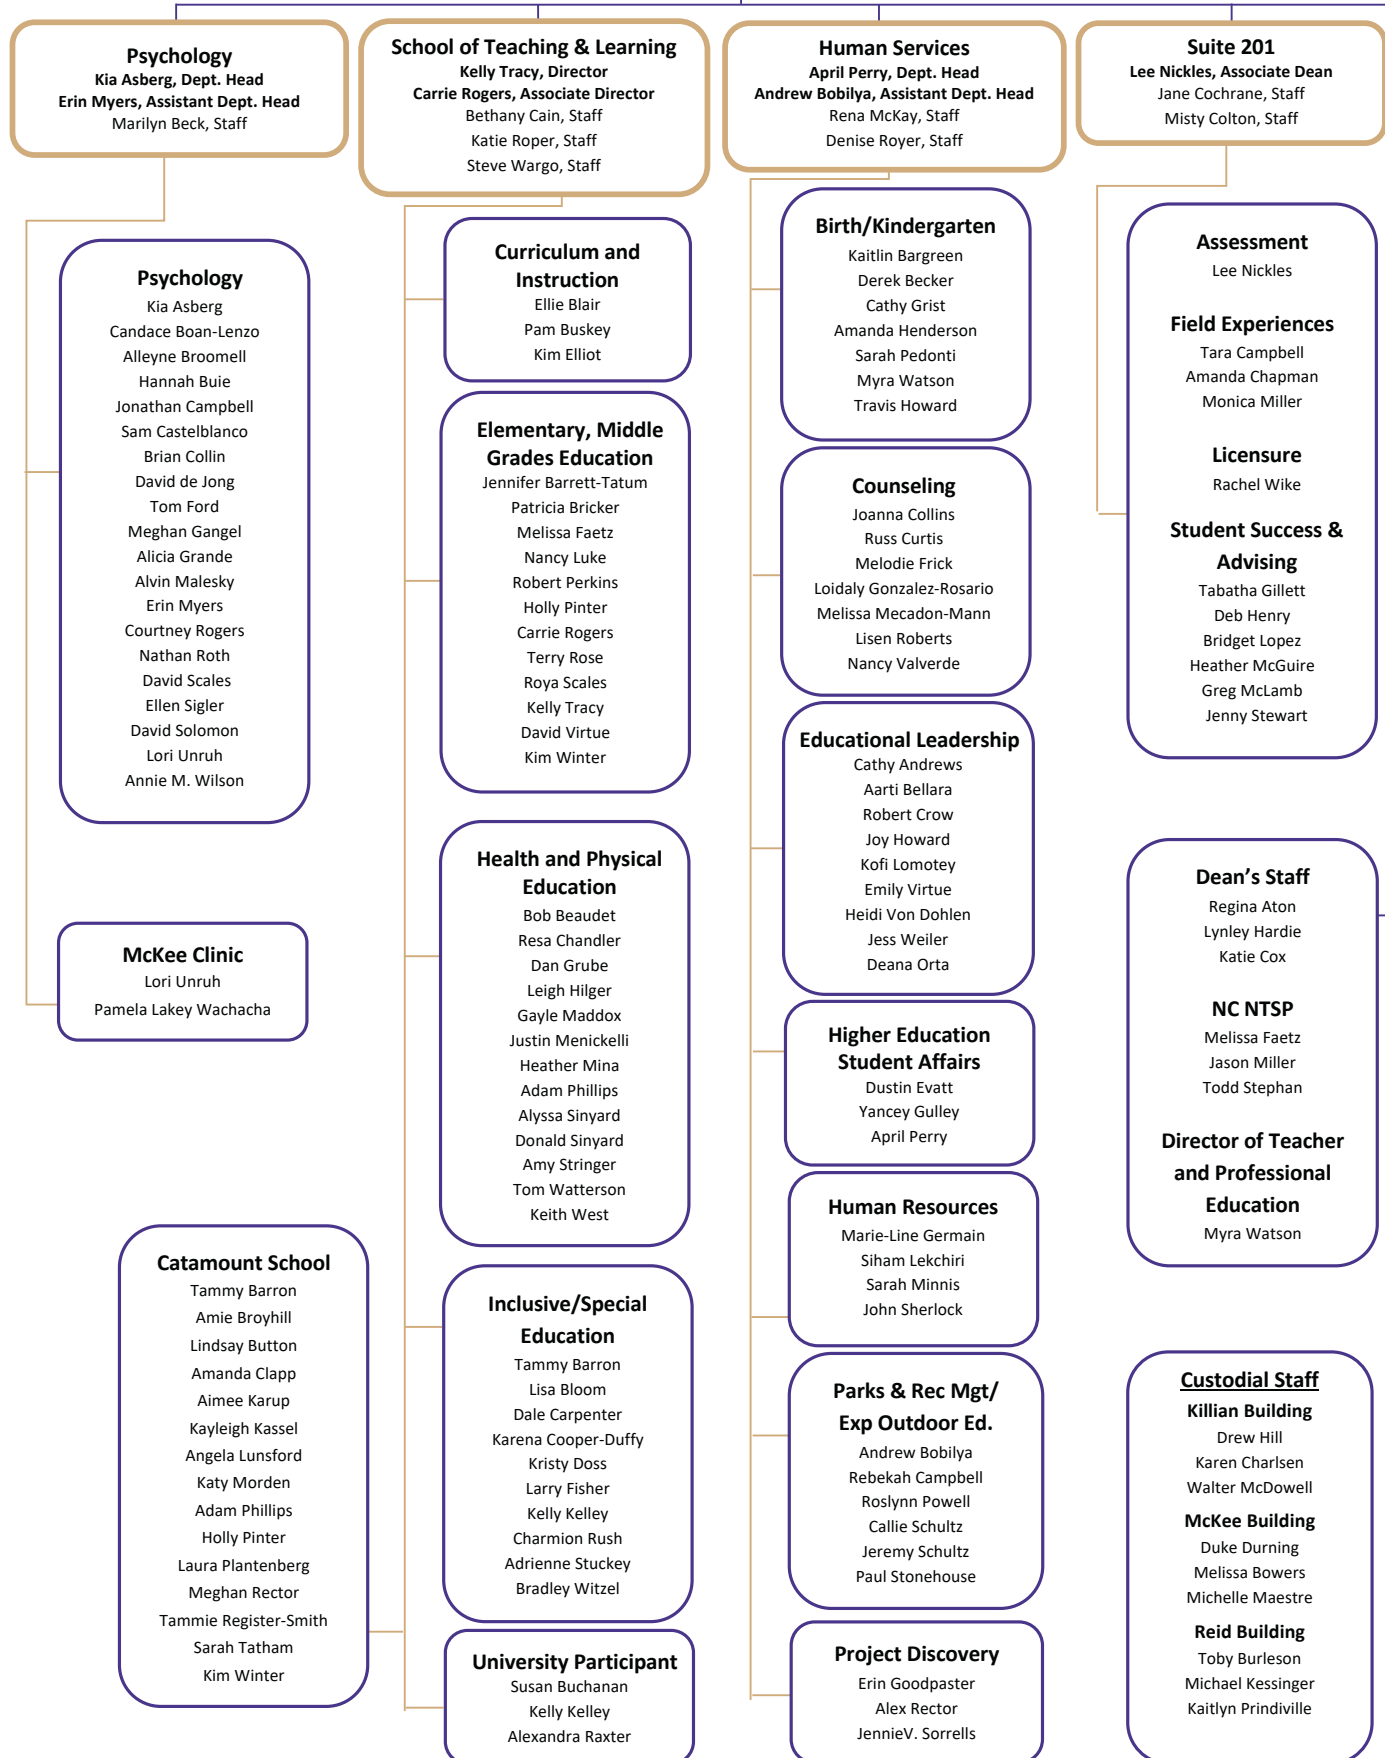 Psychology
Kia Asberg, Dept. Head
Erin Myers, Assistant Dept. Head
Marilyn Beck, Staff
School of Teaching & Learning
Kelly Tracy, Director
Carrie Rogers, Associate Director
Bethany Cain, Staff
Katie Roper, Staff
Steve Wargo, Staff
Human Services
April Perry, Dept. Head
Andrew Bobilya, Assistant Dept. Head
Rena McKay, Staff
Denise Royer, Staff
Suite 201
Lee Nickles, Associate Dean
Jane Cochrane, Staff
Misty Colton, Staff
Psychology
Kia Asberg
Candace Boan-Lenzo
Alleyne Broomell
Hannah Buie
Jonathan Campbell
Sam Castelblanco
Brian Collin
David de Jong
Tom Ford
Meghan Gangel
Alicia Grande
Alvin Malesky
Erin Myers
Courtney Rogers
Nathan Roth
David Scales
Ellen Sigler
David Solomon
Lori Unruh
Annie M. Wilson
McKee Clinic
Lori Unruh
Pamela Lakey Wachacha
Catamount School
Tammy Barron
Amie Broyhill
Lindsay Button
Amanda Clapp
Aimee Karup
Kayleigh Kassel
Angela Lunsford
Katy Morden
Adam Phillips
Holly Pinter
Laura Plantenberg
Meghan Rector
Tammie Register-Smith
Sarah Tatham
Kim Winter
Curriculum and
Instruction
Ellie Blair
Pam Buskey
Kim Elliot
Elementary, Middle
Grades Education
Jennifer Barrett-Tatum
Patricia Bricker
Melissa Faetz
Nancy Luke
Robert Perkins
Holly Pinter
Carrie Rogers
Terry Rose
Roya Scales
Kelly Tracy
David Virtue
Kim Winter
Health and Physical
Education
Bob Beaudet
Resa Chandler
Dan Grube
Leigh Hilger
Gayle Maddox
Justin Menickelli
Heather Mina
Adam Phillips
Alyssa Sinyard
Donald Sinyard
Amy Stringer
Tom Watterson
Keith West
Inclusive/Special
Education
Tammy Barron
Lisa Bloom
Dale Carpenter
Karena Cooper-Duffy
Kristy Doss
Larry Fisher
Kelly Kelley
Charmion Rush
Adrienne Stuckey
Bradley Witzel
University Participant
Susan Buchanan
Kelly Kelley
Alexandra Raxter
Birth/Kindergarten
Kaitlin Bargreen
Derek Becker
Cathy Grist
Amanda Henderson
Sarah Pedonti
Myra Watson
Travis Howard
Counseling
Joanna Collins
Russ Curtis
Melodie Frick
Loidaly Gonzalez-Rosario
Melissa Mecadon-Mann
Lisen Roberts
Nancy Valverde
Educational Leadership
Cathy Andrews
Aarti Bellara
Robert Crow
Joy Howard
Kofi Lomotey
Emily Virtue
Heidi Von Dohlen
Jess Weiler
Deana Orta
Higher Education
Student Affairs
Dustin Evatt
Yancey Gulley
April Perry
Human Resources
Marie-Line Germain
Siham Lekchiri
Sarah Minnis
John Sherlock
Parks & Rec Mgt/
Exp Outdoor Ed.
Andrew Bobilya
Rebekah Campbell
Roslynn Powell
Callie Schultz
Jeremy Schultz
Paul Stonehouse
Project Discovery
Erin Goodpaster
Alex Rector
JennieV. Sorrells
Assessment
Lee Nickles
Field Experiences
Tara Campbell
Amanda Chapman
Monica Miller
Licensure
Rachel Wike
Student Success &
Advising
Tabatha Gillett
Deb Henry
Bridget Lopez
Heather McGuire
Greg McLamb
Jenny Stewart
Dean’s Staff
Regina Aton
Lynley Hardie
Katie Cox
NC NTSP
Melissa Faetz
Jason Miller
Todd Stephan
Director of Teacher
and Professional
Education
Myra Watson
Custodial Staff
Killian Building
Drew Hill
Karen Charlsen
Walter McDowell
McKee Building
Duke Durning
Melissa Bowers
Michelle Maestre
Reid Building
Toby Burleson
Michael Kessinger
Kaitlyn Prindiville